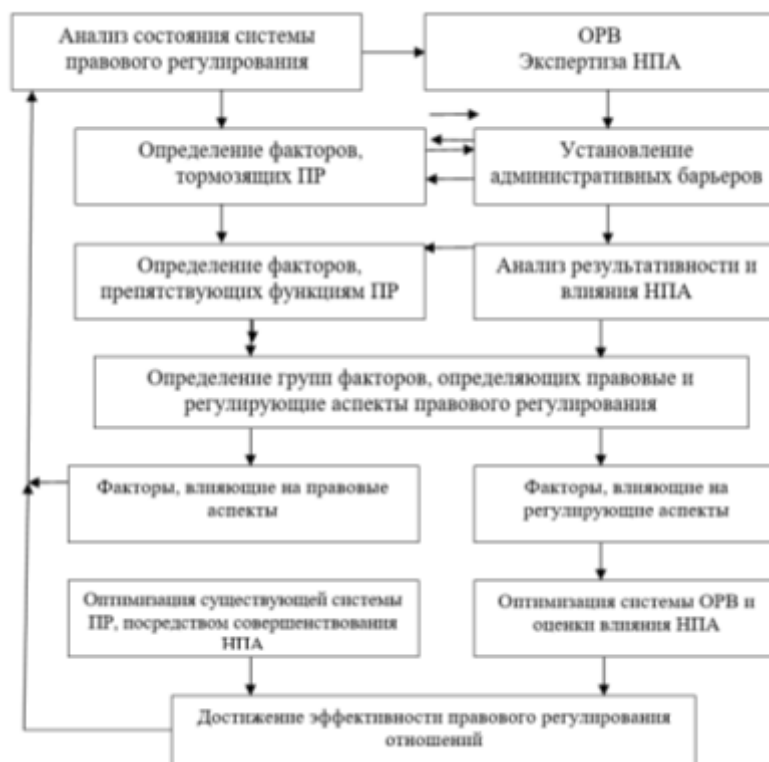 Анализ состояния системы
правового регулирования
ОРВ
Экспертиза НПА
Определение факторов,
тормозящих ПР
Установление
административных барьеров
Определение факторов,
препятствующих функциям ПР
Анализ результативности и
влияния НПА
Определение групп факторов, определяющих правовые и
регулирующие аспекты правового регулирования
Факторы, влияющие на правовые
аспекты
Факторы, влияющие на
регулирующие аспекты
Оптимизация существующей системы
ПР, посредством совершенствования
НПА
Оптимизация системы ОРВ и
оценки влияния НПА
Достижение эффективности правового регулирования
отношений